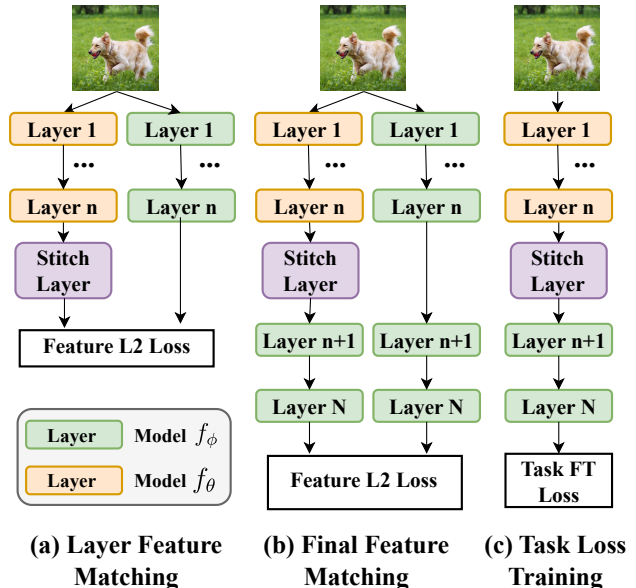 Layer 1
Layer 1
...
...
Layer n
Layer n
Stitch
Layer
Feature L2 Loss
Layer
Model f_ϕ
Layer
Model f_θ
(a) Layer Feature
Matching
Layer 1
Layer 1
...
...
Layer n
Layer n
Stitch
Layer
Layer n+1
Layer n+1
Layer N
Layer N
Feature L2 Loss
(b) Final Feature
Matching
Layer 1
...
Layer n
Stitch
Layer
Layer n+1
Layer N
Task FT
Loss
(c) Task Loss
Training